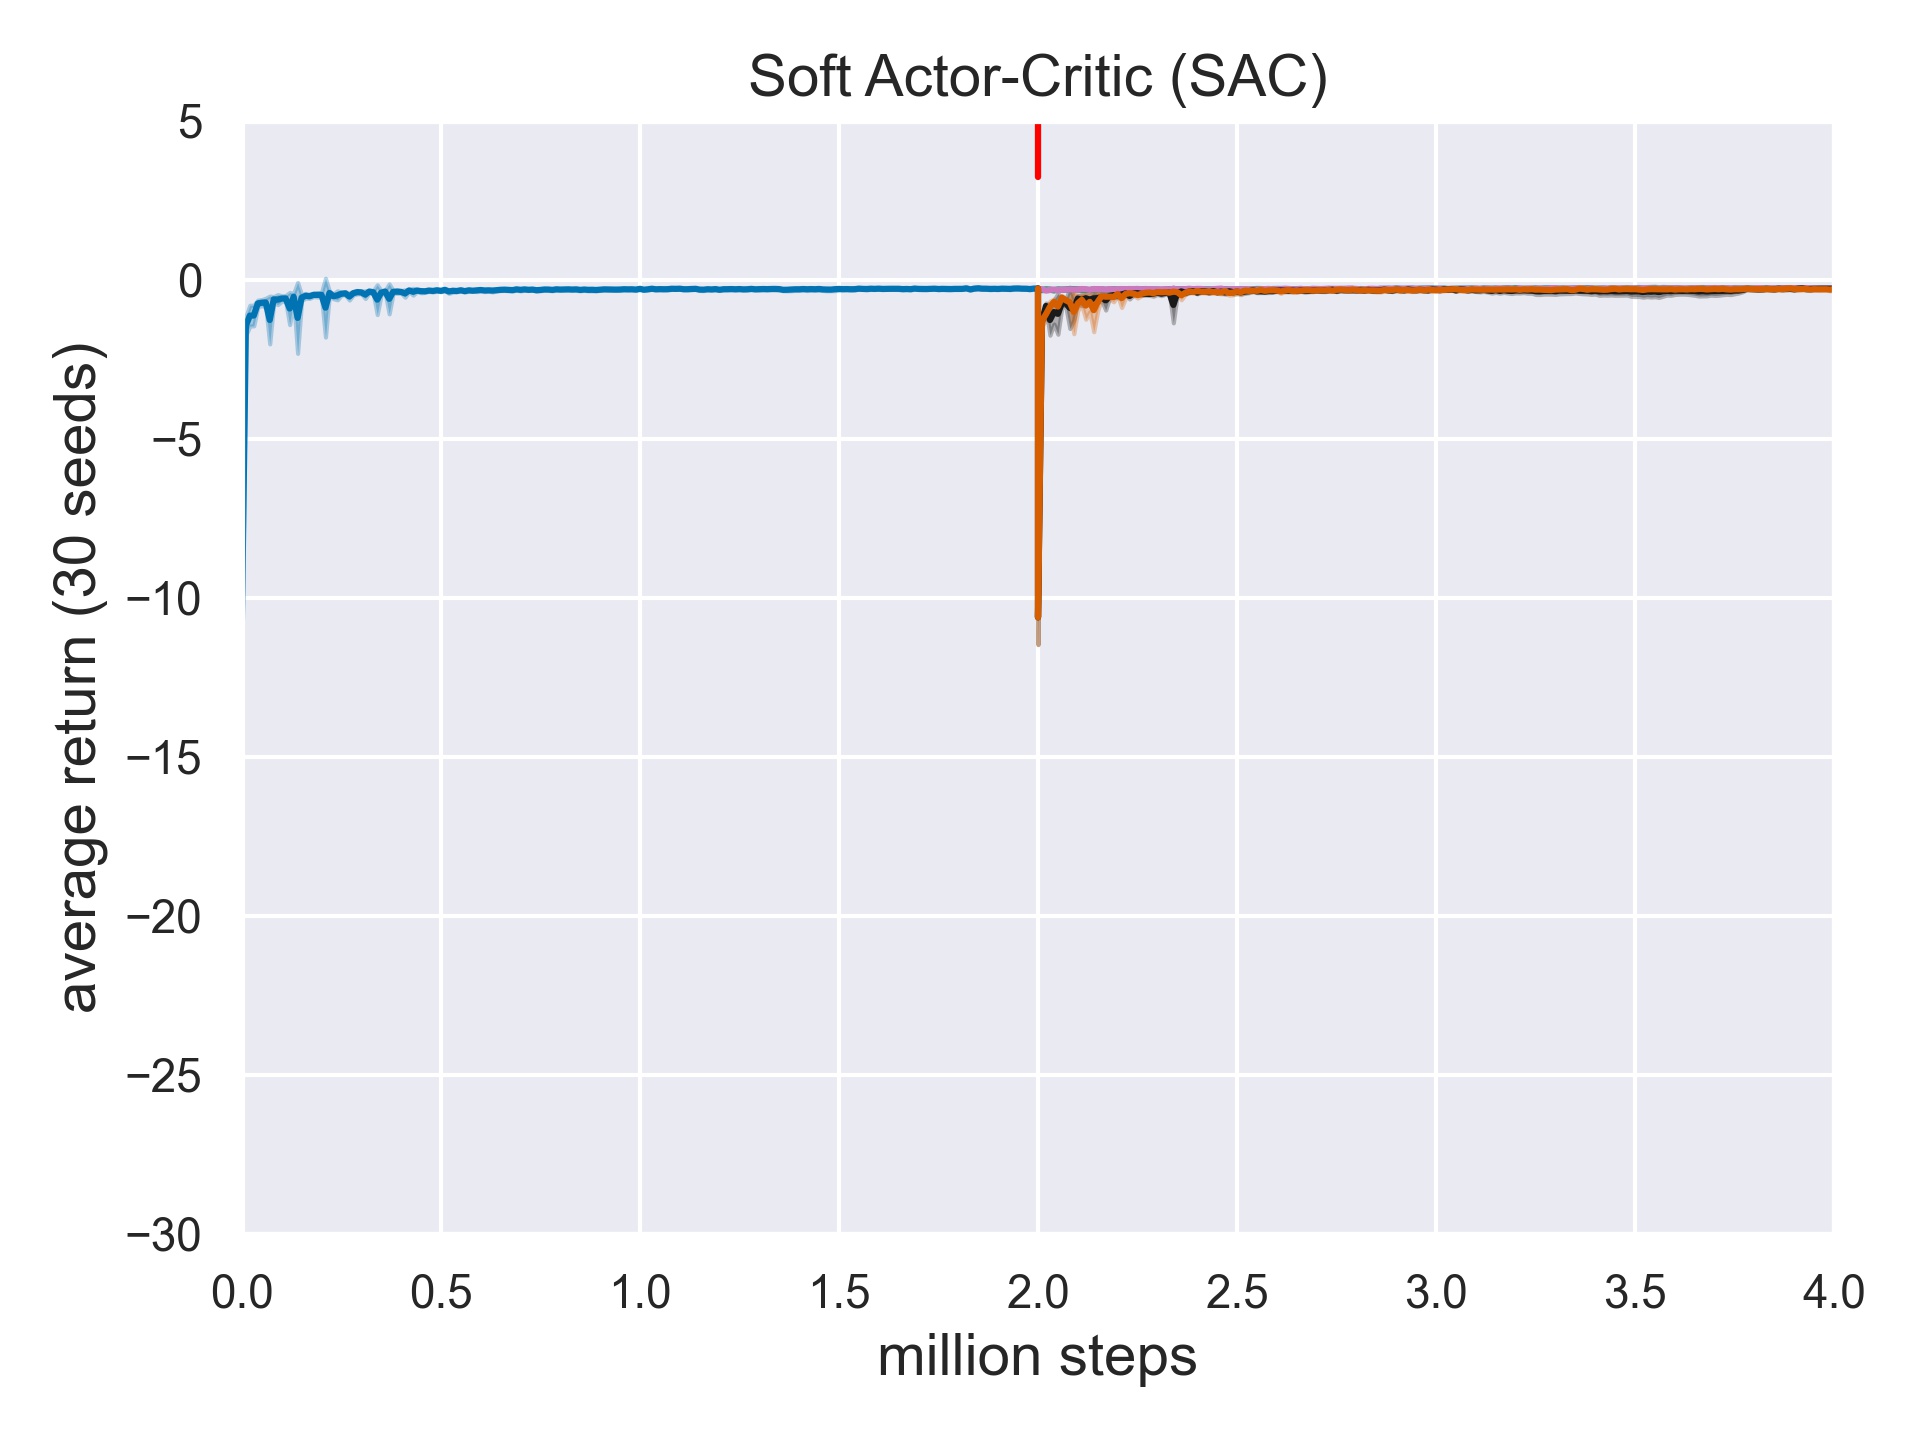 Soft Actor-Critic (SAC)
5
0
−5
−10
−15
−20
−25
−30
average return (30 seeds)
0.0 0.5 1.0 1.5 2.0 2.5 3.0 3.5 4.0
million steps